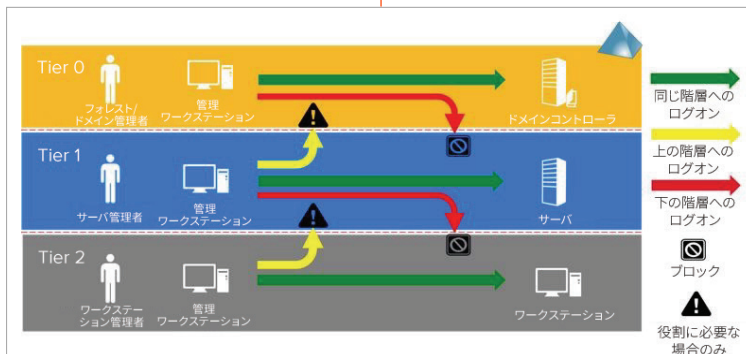 Tier 0
フォレスト/
ドメイン管理者
管理
ワークステーション
ドメインコントローラ
Tier 1
サーバ管理者
管理
ワークステーション
サーバ
Tier 2
ワークステー
ション管理者
管理
ワークステーション
ワークステーション
同じ階層への
ログオン
上の階層への
ログオン
下の階層への
ログオン
ブロック
役割に必要な
場合のみ